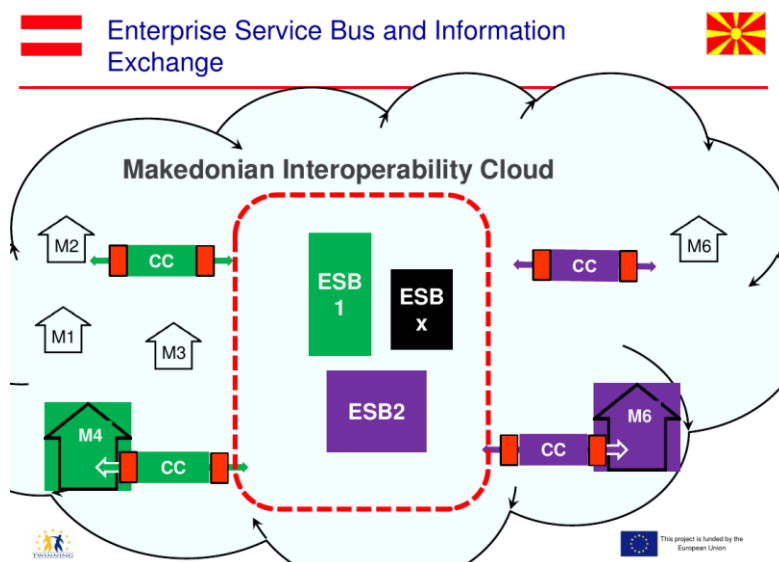 Enterprise Service Bus and Information
Exchange
Makedonian Interoperability Cloud
M2
CC
ESB
1
ESB
x
CC
M6
M1
M3
ESB2
M4
CC
CC
M6
TWINNING
This project is funded by the
European Union